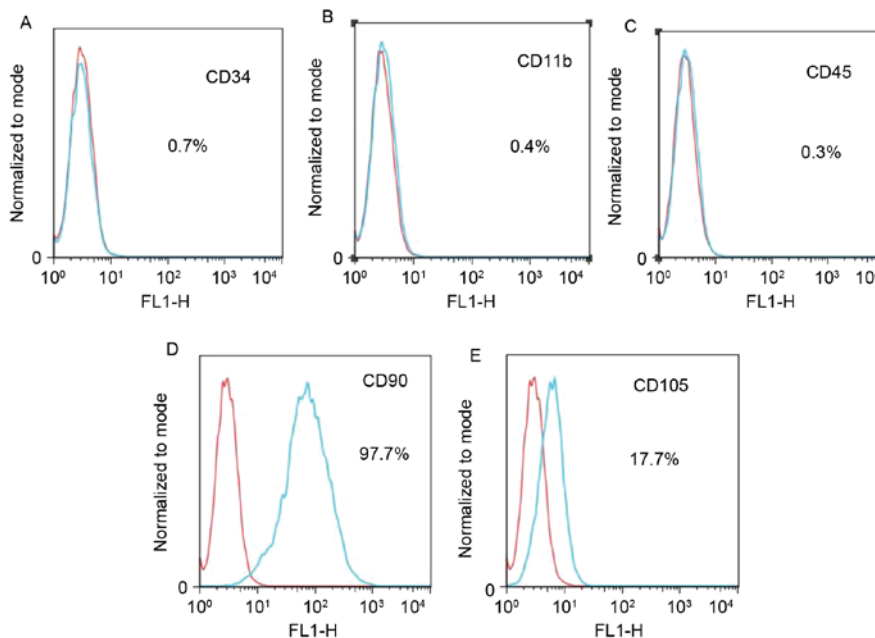 A
CD34
0.7%
Normalized to mode
0
10⁰ 10¹ 10² 10³ 10⁴
FL1-H
B
CD11b
0.4%
Normalized to mode
0
10⁰ 10¹ 10² 10³ 10⁴
FL1-H
C
CD45
0.3%
Normalized to mode
0
10⁰ 10¹ 10² 10³
FL1-H
D
CD90
97.7%
Normalized to mode
0
10⁰ 10¹ 10² 10³ 10⁴
FL1-H
E
CD105
17.7%
Normalized to mode
0
10⁰ 10¹ 10² 10³ 10⁴
FL1-H